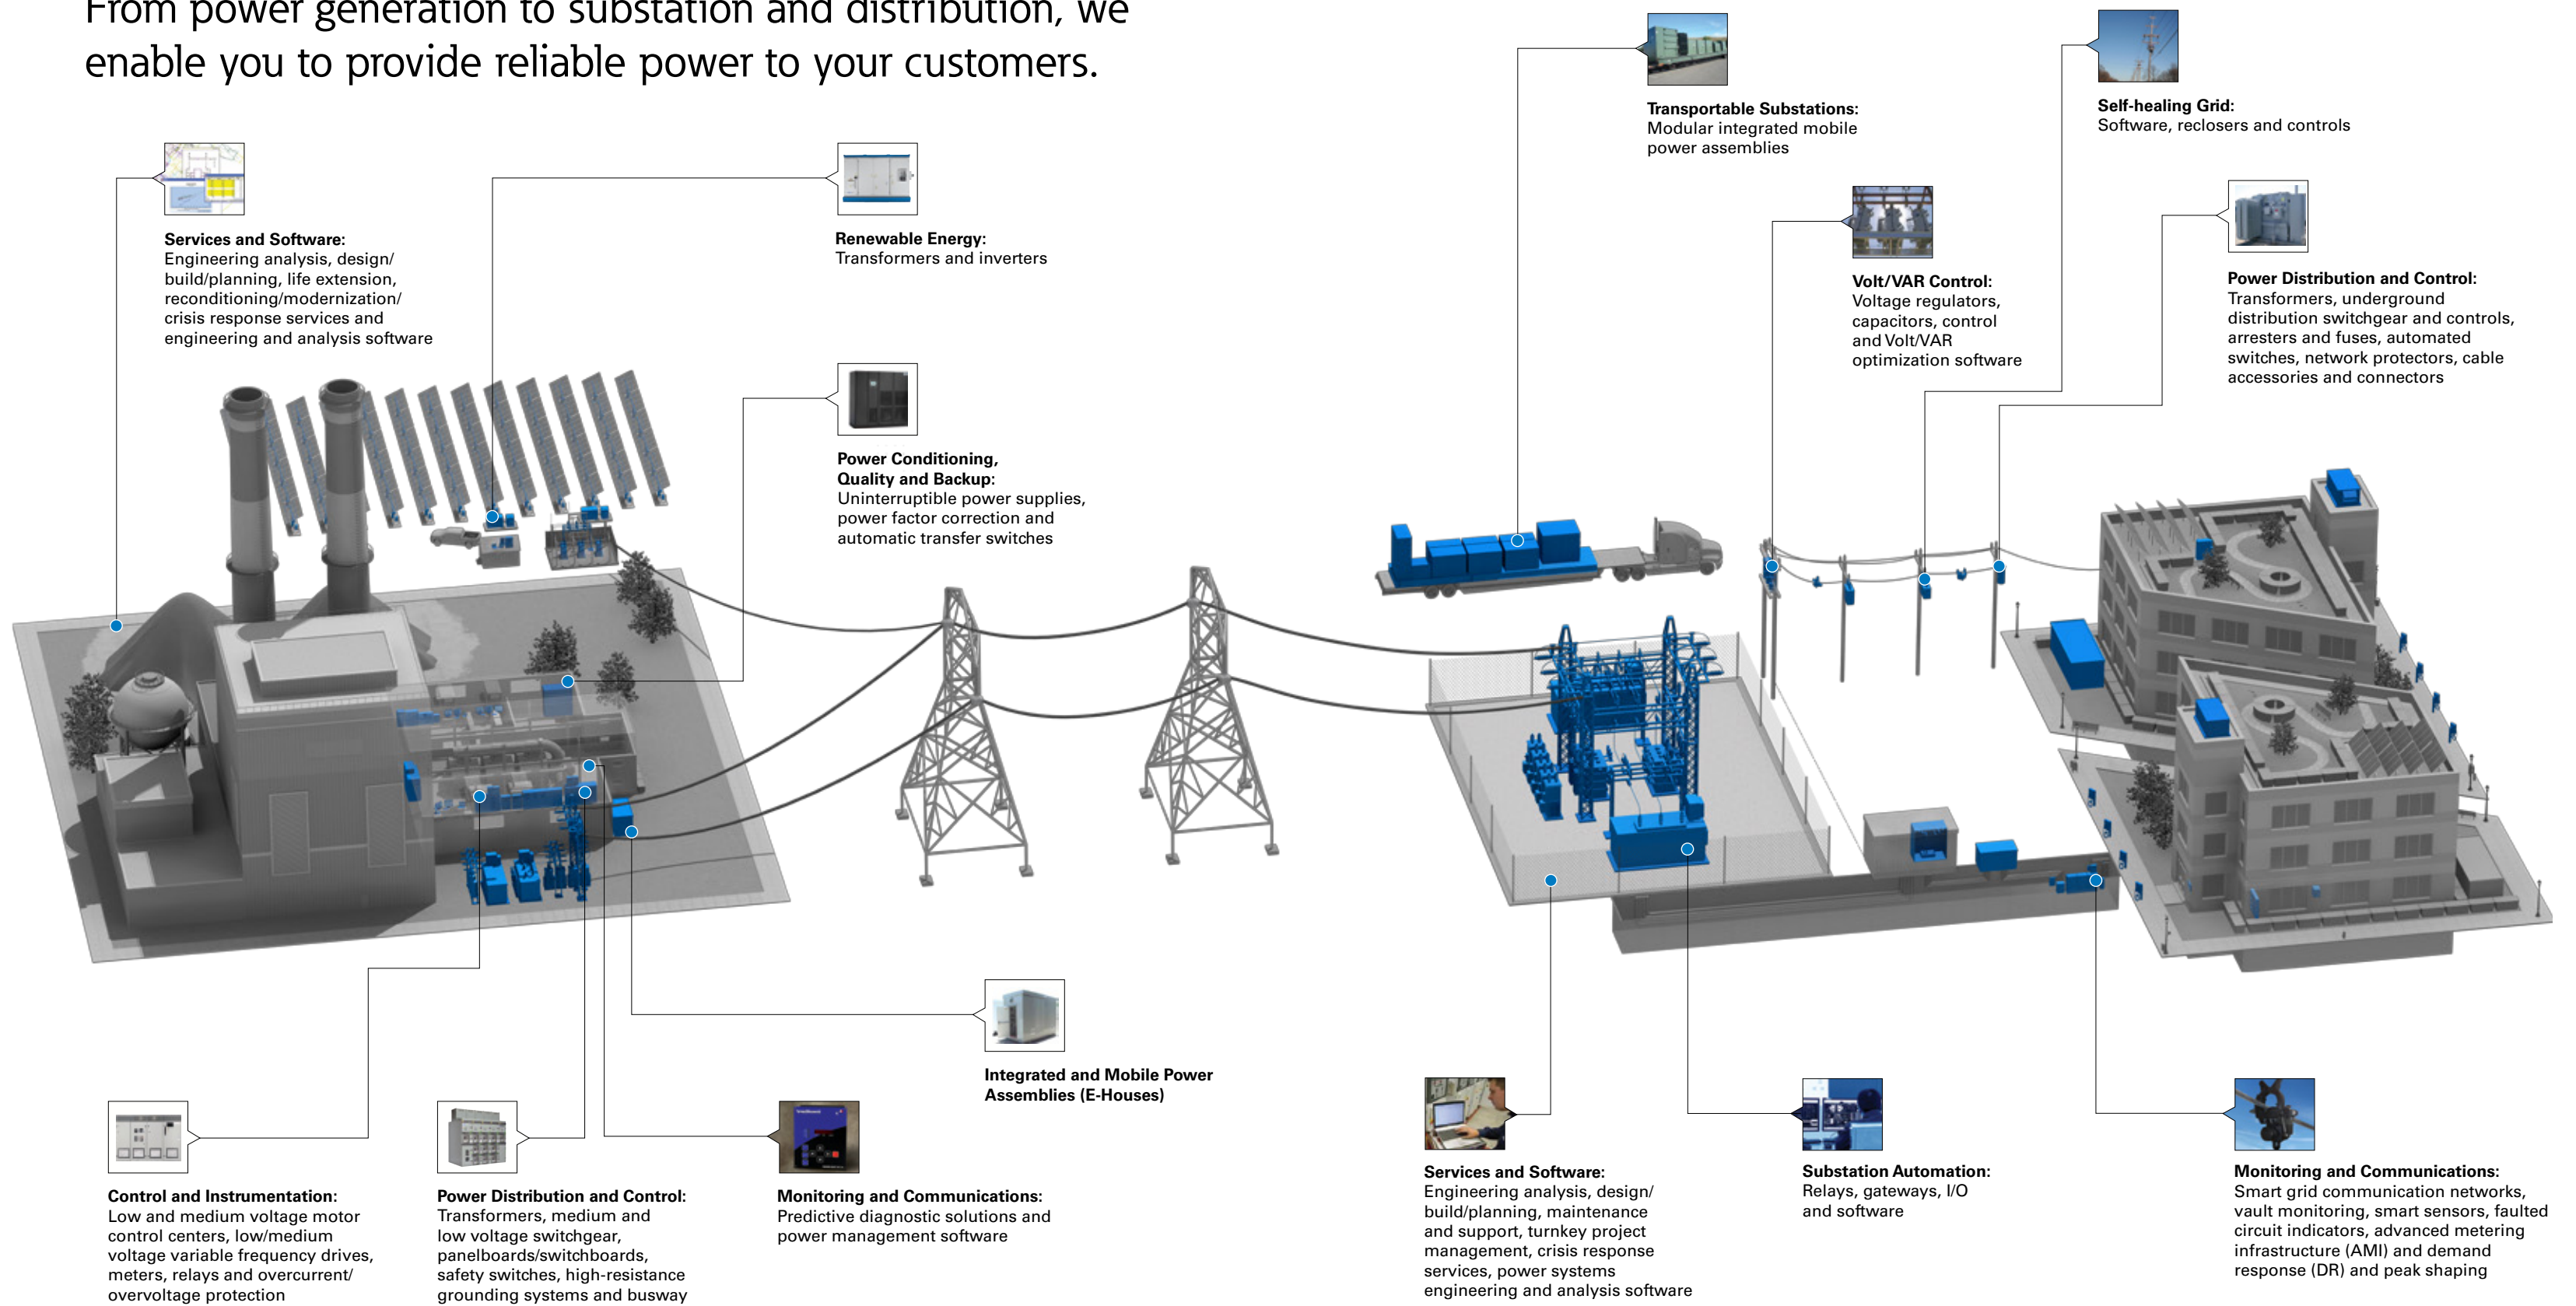 From power generation to substation and distribution, we
enable you to provide reliable power to your customers.
Services and Software:
Engineering analysis, design/
build/planning, life extension,
reconditioning/modernization/
crisis response services and
engineering and analysis software
Renewable Energy:
Transformers and inverters
Power Conditioning,
Quality and Backup:
Uninterruptible power supplies,
power factor correction and
automatic transfer switches
Transportable Substations:
Modular integrated mobile
power assemblies
Self-healing Grid:
Software, reclosers and controls
Volt/VAR Control:
Voltage regulators,
capacitors, control
and Volt/VAR
optimization software
Power Distribution and Control:
Transformers, underground
distribution switchgear and controls,
arresters and fuses, automated
switches, network protectors, cable
accessories and connectors
Integrated and Mobile Power
Assemblies (E-Houses)
Control and Instrumentation:
Low and medium voltage motor
control centers, low/medium
voltage variable frequency drives,
meters, relays and overcurrent/
overvoltage protection
Power Distribution and Control:
Transformers, medium and
low voltage switchgear,
panelboards/switchboards,
safety switches, high-resistance
grounding systems and busway
Monitoring and Communications:
Predictive diagnostic solutions and
power management software
Services and Software:
Engineering analysis, design/
build/planning, maintenance
and support, turnkey project
management, crisis response
services, power systems
engineering and analysis software
Substation Automation:
Relays, gateways, I/O
and software
Monitoring and Communications:
Smart grid communication networks,
vault monitoring, smart sensors, faulted
circuit indicators, advanced metering
infrastructure (AMI) and demand
response (DR) and peak shaping